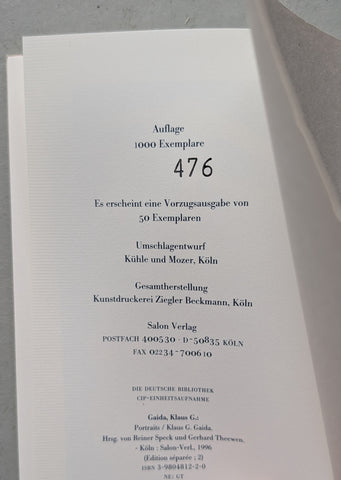 Auflage
1000 Exemplare
476
Es erscheint eine Vorzugsausgabe von
50 Exemplaren
Umschlagentwurf
Kühle und Mozer, Köln
Gesamtherstellung
Kunstdruckerei Ziegler Beckmann, Köln
Salon Verlag
POSTFACH 400530 · D-50835 KÖLN
FAX 02234-700610
DIE DEUTSCHE BIBLIOTHEK
CIP-EINHEITSAUFNAHME
Gaida, Klaus G.:
Portraits / Klaus G. Gaida.
Hrsg. von Reiner Speck und Gerhard Theewen.
- Köln : Salon-Verl., 1996
(Edition séparée ; 2)
ISBN 3-9804812-2-0
NE: GT